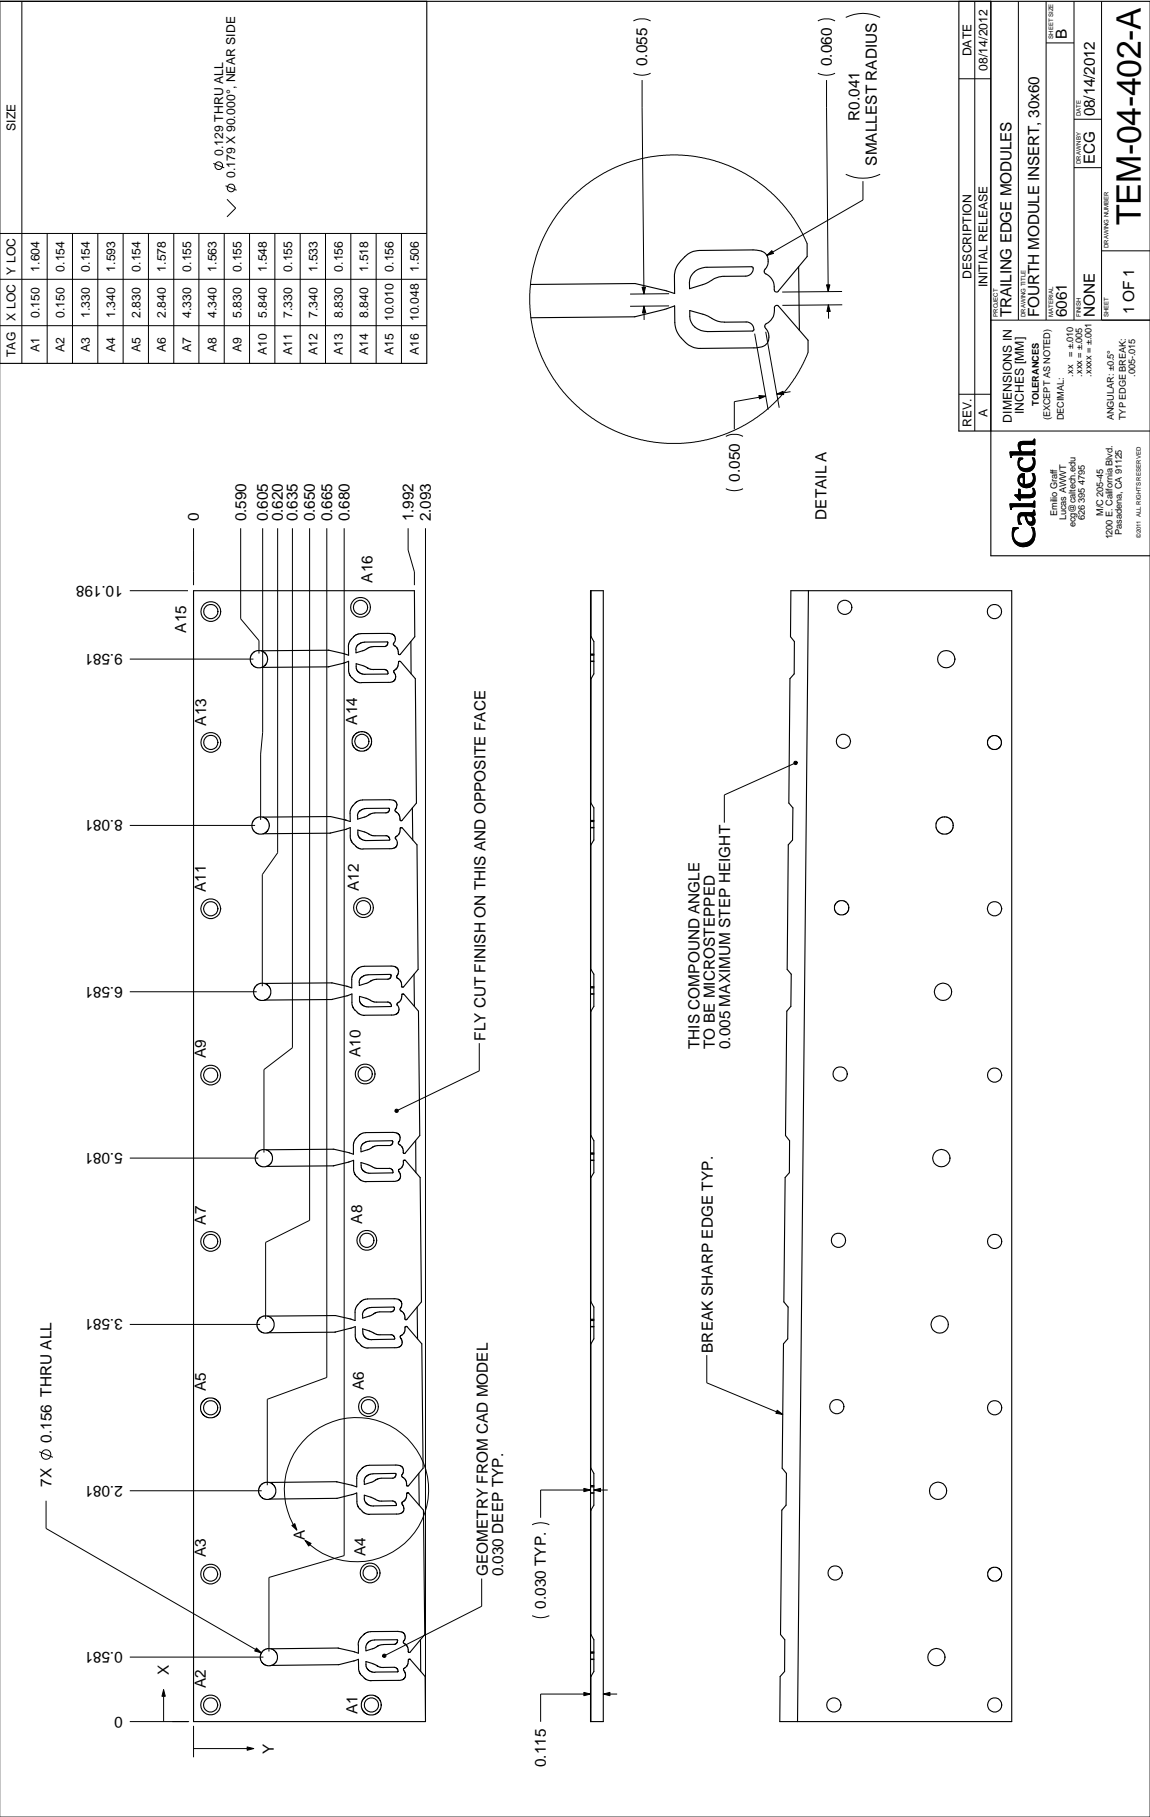 TAG X LOC Y LOC SIZE
A1 0.150 1.604
A2 0.150 0.154
A3 1.330 0.154
A4 1.340 1.593
A5 2.830 0.154
A6 2.840 1.578
A7 4.330 0.155
A8 4.340 1.563
A9 5.830 0.155
A10 5.840 1.548
A11 7.330 0.155
A12 7.340 1.533
A13 8.830 0.156
A14 8.840 1.518
A15 10.010 0.156
A16 10.048 1.506
Ø 0.129 THRU ALL
⌵ Ø 0.179 X 90.000°, NEAR SIDE
7X Ø 0.156 THRU ALL
0
0.581
2.081
3.581
5.081
6.581
8.081
9.581
10.198
X
Y
A2
A3
A5
A7
A9
A11
A13
A15
A1
A4
A6
A8
A10
A12
A14
A16
A
0
0.590
0.605
0.620
0.635
0.650
0.665
0.680
1.992
2.093
GEOMETRY FROM CAD MODEL
0.030 DEEP TYP.
FLY CUT FINISH ON THIS AND OPPOSITE FACE
0.115
( 0.030 TYP. )
BREAK SHARP EDGE TYP.
THIS COMPOUND ANGLE
TO BE MICROSTEPPED
0.005 MAXIMUM STEP HEIGHT
( 0.055 )
( 0.060 )
( 0.050 )
R0.041
SMALLEST RADIUS
DETAIL A
REV. DESCRIPTION DATE
A INITIAL RELEASE 08/14/2012
Caltech
Emilio Graff
Lucas AWWT
ecg@caltech.edu
626 395 4795
M/C 205-45
1200 E. California Blvd.
Pasadena, CA 91125
©2011 ALL RIGHTS RESERVED
DIMENSIONS IN
INCHES [MM]
TOLERANCES
(EXCEPT AS NOTED)
DECIMAL:
.XX = ±.010
.XXX = ±.005
.XXXX = ±.001
ANGULAR: ±0.5°
TYP EDGE BREAK:
.005-.015
PROJECT
TRAILING EDGE MODULES
DRAWING TITLE
FOURTH MODULE INSERT, 30x60
MATERIAL
6061
SHEET SIZE
B
FINISH
NONE
DRAWN BY
ECG
DATE
08/14/2012
SHEET
1 OF 1
DRAWING NUMBER
TEM-04-402-A